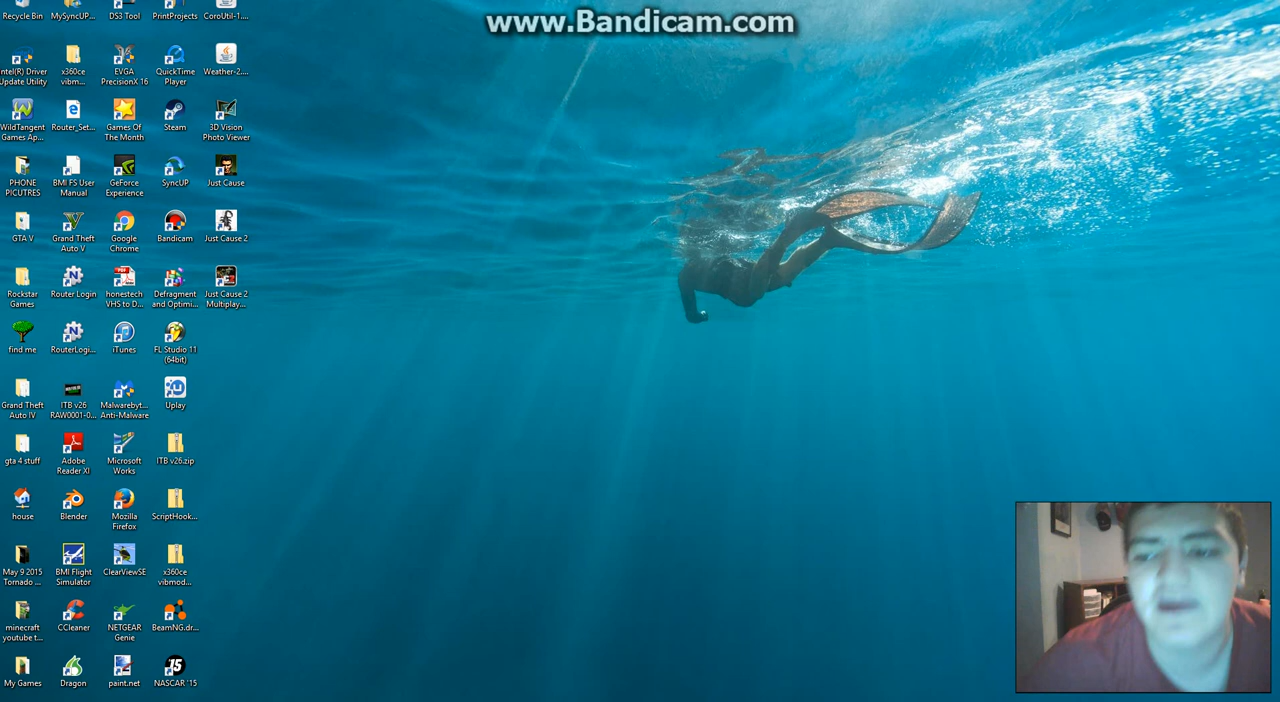 www.Bandicam.com
Recycle Bin
MySyncUP...
DS3 Tool
PrintProjects
CoroUtil-1....
Intel(R) Driver
Update Utility
x360ce
vibm...
EVGA
PrecisionX 16
QuickTime
Player
Weather-2....
WildTangent
Games Ap...
Router_Set...
Games Of
The Month
Steam
3D Vision
Photo Viewer
PHONE
PICUTRES
BMI FS User
Manual
GeForce
Experience
SyncUP
Just Cause
GTA V
Grand Theft
Auto V
Google
Chrome
Bandicam
Just Cause 2
Rockstar
Games
Router Login
honestech
VHS to D...
Defragment
and Optimi...
Just Cause 2
Multiplay...
find me
RouterLogi...
iTunes
FL Studio 11
(64bit)
Grand Theft
Auto IV
ITB v26
RAW0001-0...
Malwarebyt...
Anti-Malware
Uplay
gta 4 stuff
Adobe
Reader XI
Microsoft
Works
ITB v26.zip
house
Blender
Mozilla
Firefox
ScriptHook...
May 9 2015
Tornado ...
BMI Flight
Simulator
ClearViewSE
x360ce
vibmod...
minecraft
youtube t...
CCleaner
NETGEAR
Genie
BeamNG.dr...
My Games
Dragon
paint.net
NASCAR '15